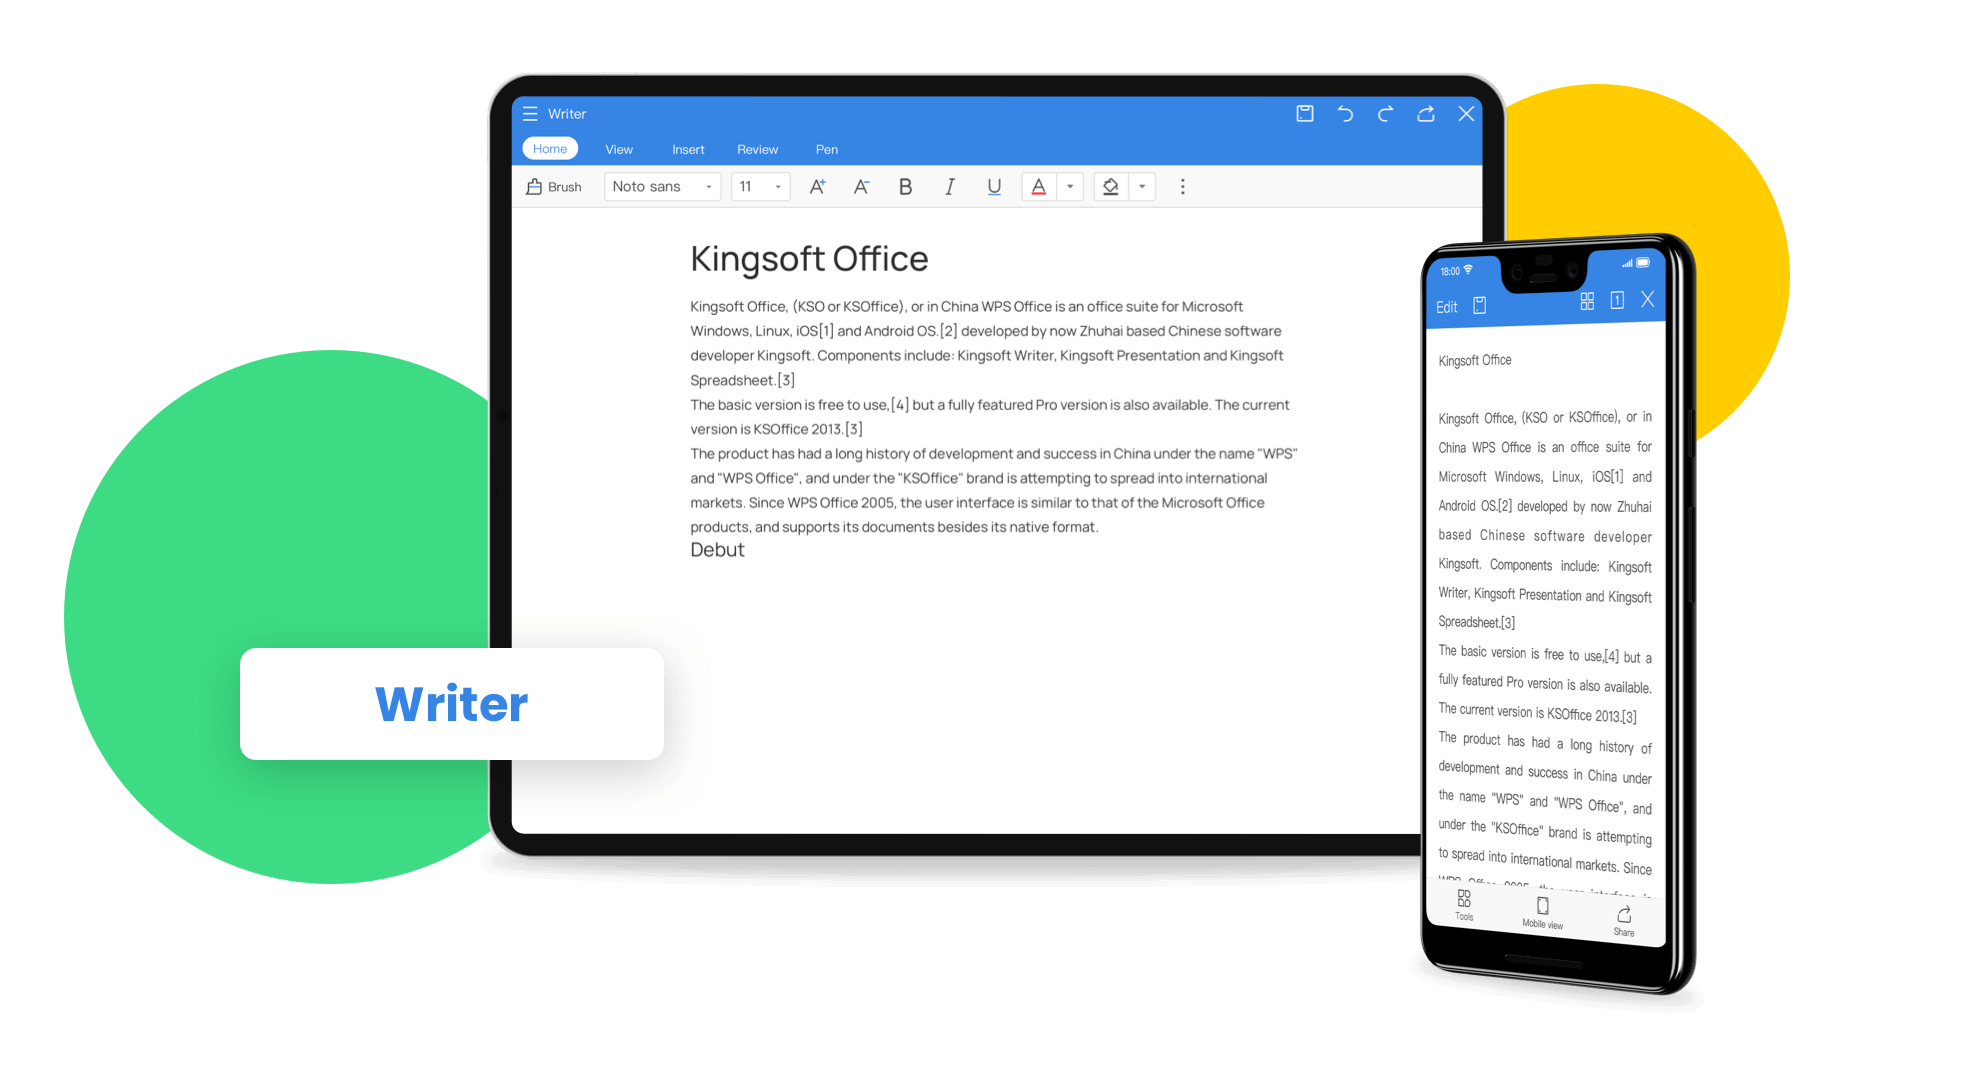 Writer
Home View Insert Review Pen
Brush Noto sans 11 A+ A- B I U A
Kingsoft Office
Kingsoft Office, (KSO or KSOffice), or in China WPS Office is an office suite for Microsoft
Windows, Linux, iOS[1] and Android OS.[2] developed by now Zhuhai based Chinese software
developer Kingsoft. Components include: Kingsoft Writer, Kingsoft Presentation and Kingsoft
Spreadsheet.[3]
The basic version is free to use,[4] but a fully featured Pro version is also available. The current
version is KSOffice 2013.[3]
The product has had a long history of development and success in China under the name "WPS"
and "WPS Office", and under the "KSOffice" brand is attempting to spread into international
markets. Since WPS Office 2005, the user interface is similar to that of the Microsoft Office
products, and supports its documents besides its native format.
Debut
Writer
18:00
Edit 1
Kingsoft Office
Kingsoft Office, (KSO or KSOffice), or in
China WPS Office is an office suite for
Microsoft Windows, Linux, iOS[1] and
Android OS.[2] developed by now Zhuhai
based Chinese software developer
Kingsoft. Components include: Kingsoft
Writer, Kingsoft Presentation and Kingsoft
Spreadsheet.[3]
The basic version is free to use,[4] but a
fully featured Pro version is also available.
The current version is KSOffice 2013.[3]
The product has had a long history of
development and success in China under
the name "WPS" and "WPS Office", and
under the "KSOffice" brand is attempting
to spread into international markets. Since
WPS Office 2005, the user interface is
Tools Mobile view Share